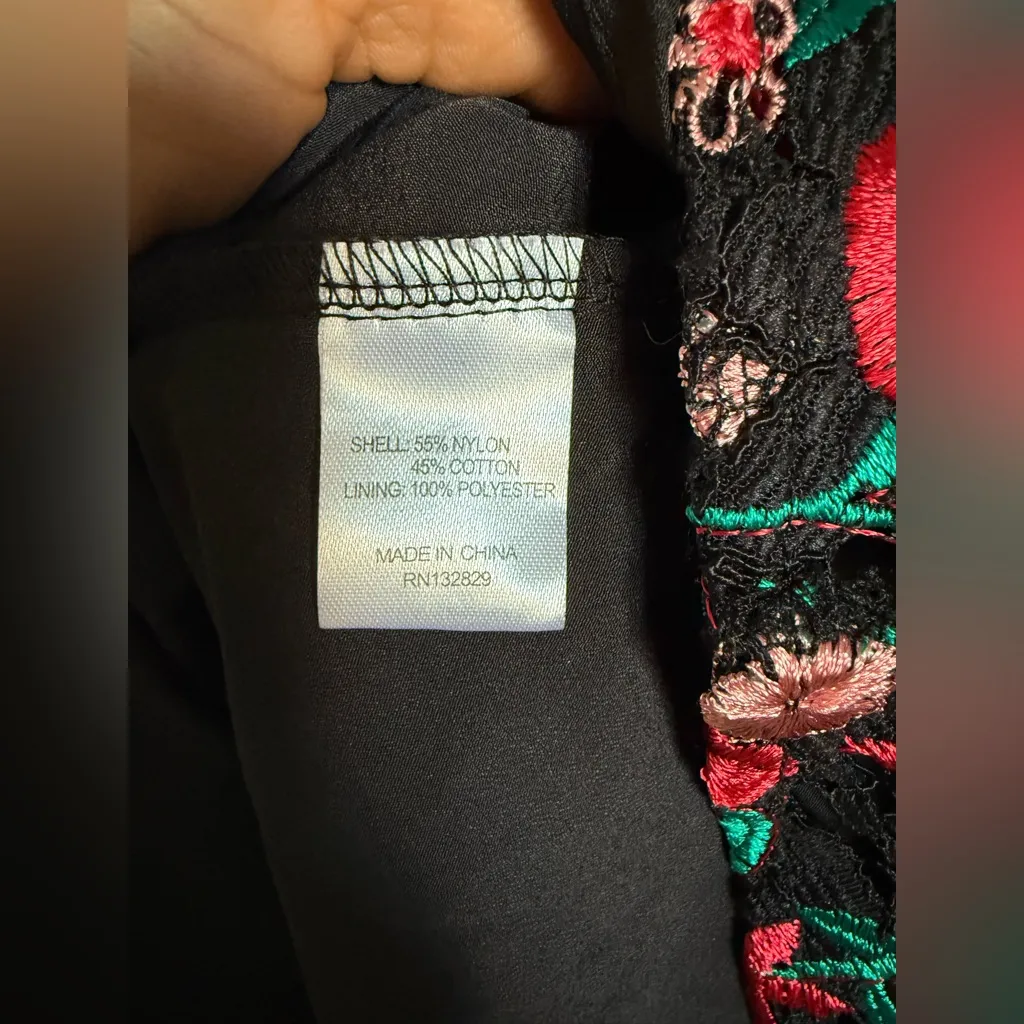 SHELL: 55% NYLON
45% COTTON
LINING: 100% POLYESTER
MADE IN CHINA
RN132829